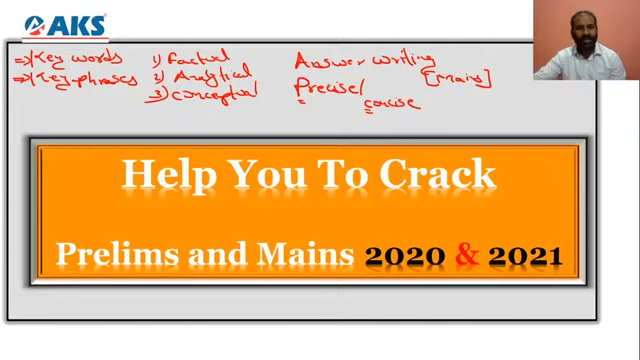 AKS
=> Key words
=> Key-phrases
1) Factual
2) Analytical
3) Conceptual
Answer writing
[Mains]
Precise/
concise
Help You To Crack
Prelims and Mains 2020 & 2021